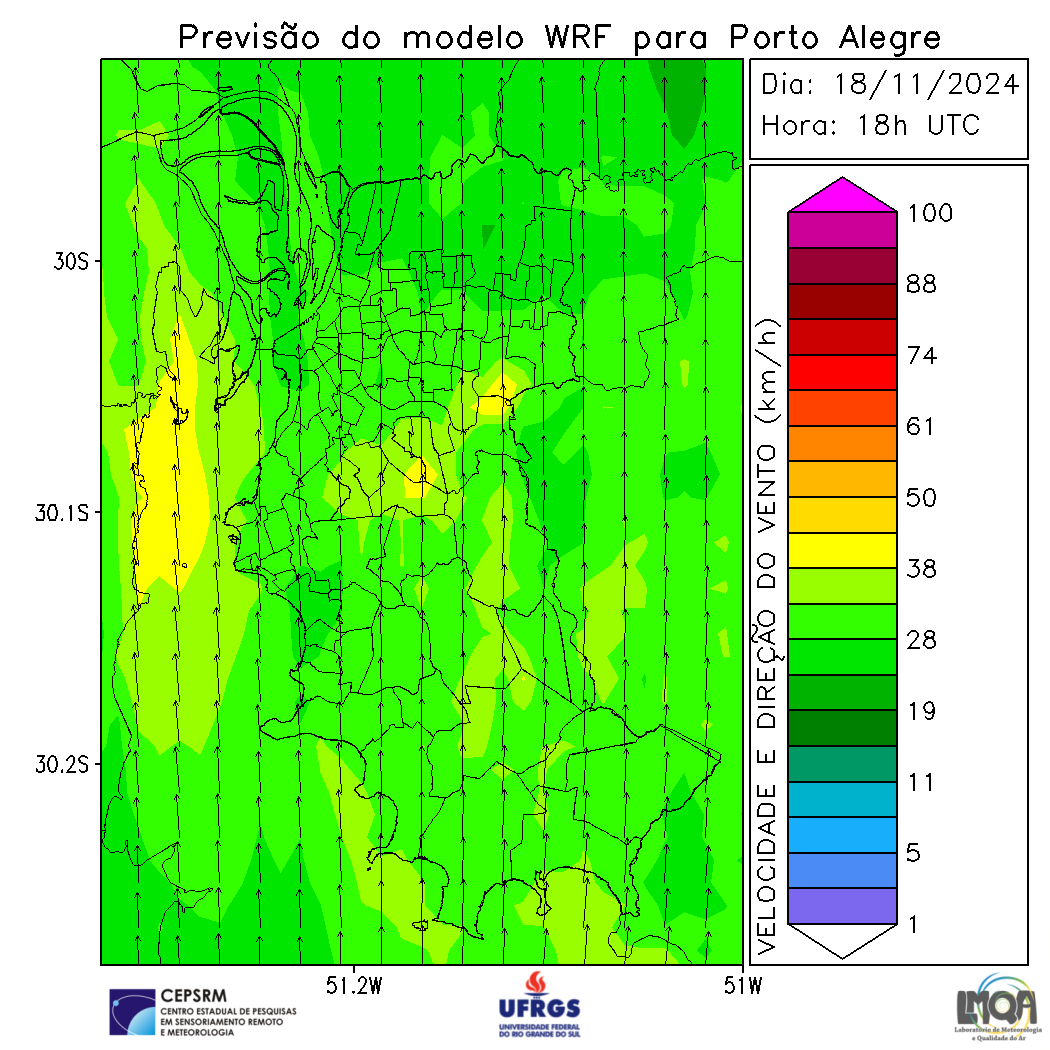 Previsão do modelo WRF para Porto Alegre
Dia: 18/11/2024
Hora: 18h UTC
30S
30.1S
30.2S
51.2W
51W
VELOCIDADE E DIREÇÃO DO VENTO (km/h)
100
88
74
61
50
38
28
19
11
5
1
CEPSRM
CENTRO ESTADUAL DE PESQUISAS
EM SENSORIAMENTO REMOTO
E METEOROLOGIA
UFRGS
UNIVERSIDADE FEDERAL
DO RIO GRANDE DO SUL
LMQA
Laboratório de Meteorologia
e Qualidade do Ar